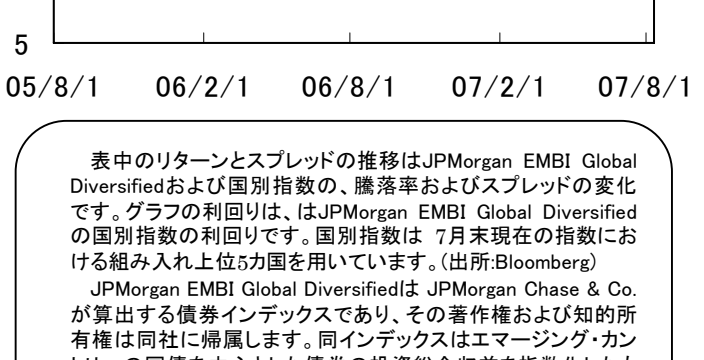 5
05/8/1 06/2/1 06/8/1 07/2/1 07/8/1
表中のリターンとスプレッドの推移はJPMorgan EMBI Global
Diversifiedおよび国別指数の、騰落率およびスプレッドの変化
です。グラフの利回りは、はJPMorgan EMBI Global Diversified
の国別指数の利回りです。国別指数は 7月末現在の指数にお
ける組み入れ上位5カ国を用いています。(出所:Bloomberg)
JPMorgan EMBI Global Diversifiedは JPMorgan Chase & Co.
が算出する債券インデックスであり、その著作権および知的所
有権は同社に帰属します。同インデックスはエマージング・カン